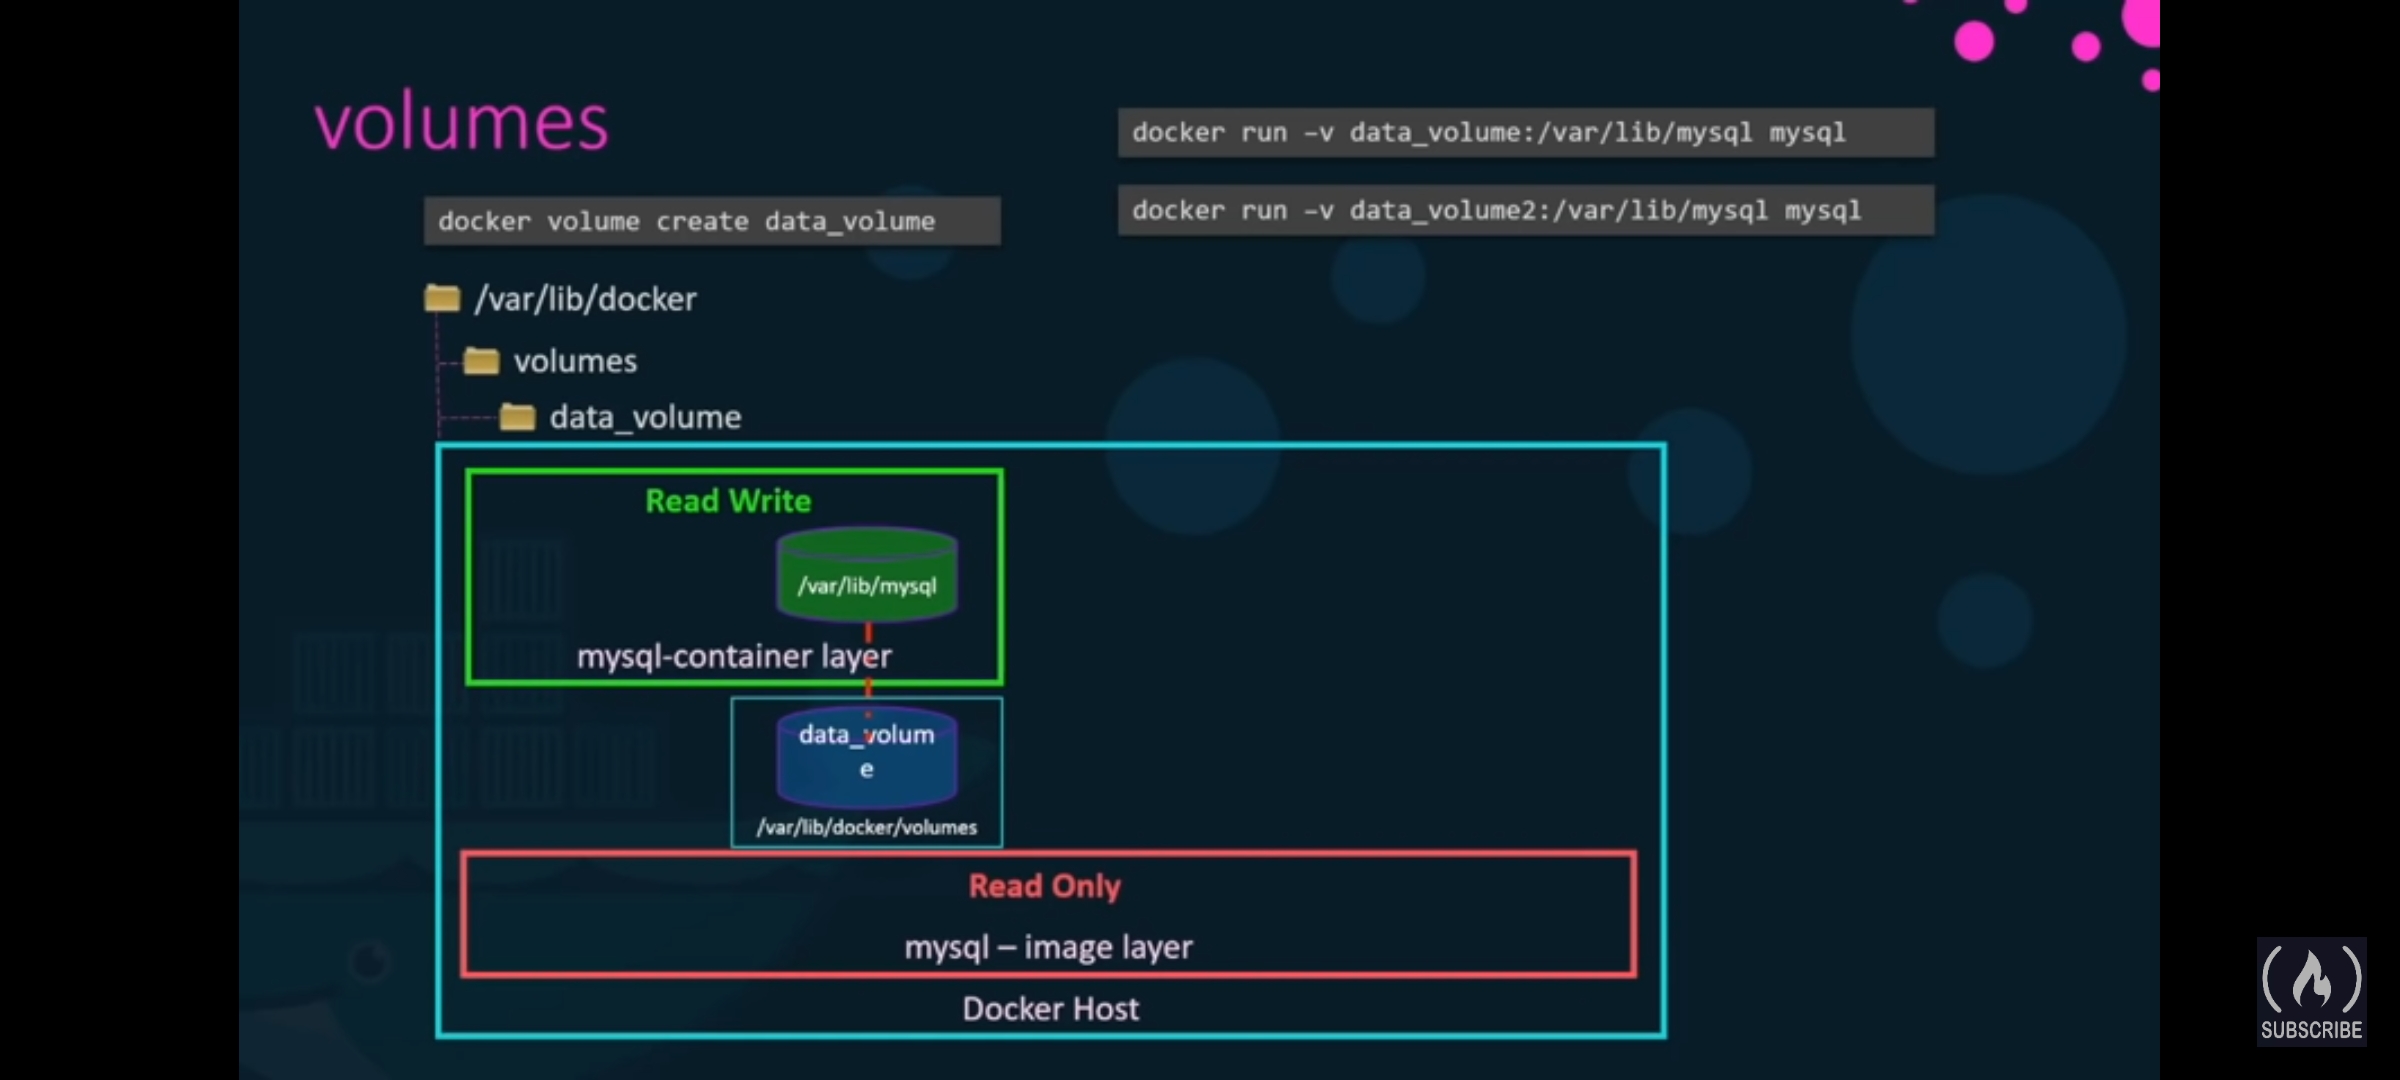 volumes
docker run –v data_volume:/var/lib/mysql mysql
docker volume create data_volume
docker run –v data_volume2:/var/lib/mysql mysql
/var/lib/docker
volumes
data_volume
Read Write
/var/lib/mysql
mysql-container layer
data_volum
e
/var/lib/docker/volumes
Read Only
mysql – image layer
Docker Host
SUBSCRIBE